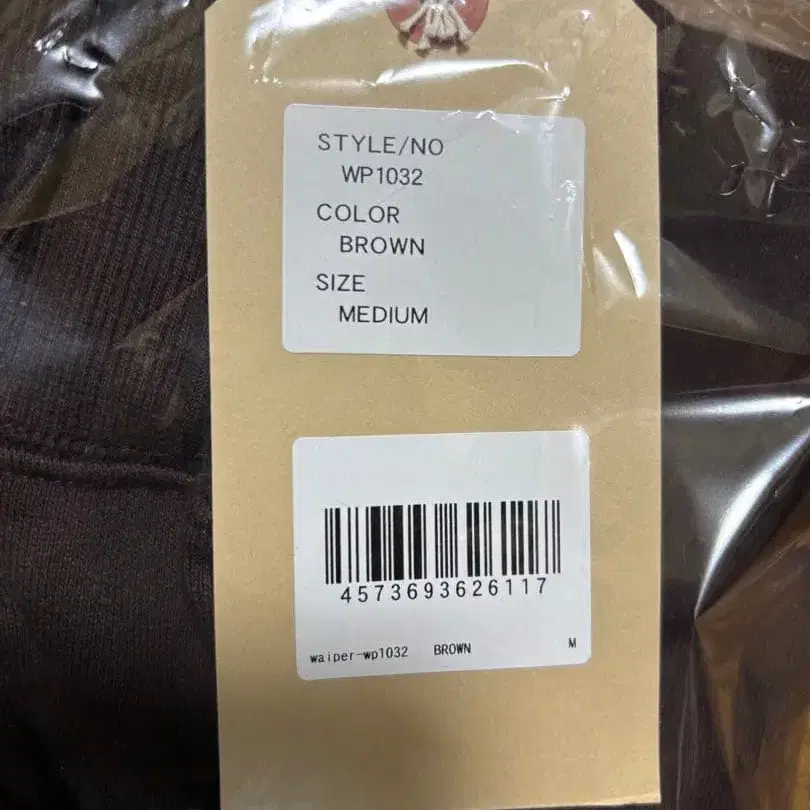 STYLE/NO
WP1032
COLOR
BROWN
SIZE
MEDIUM
4573693626117
waiper-wp1032 BROWN M